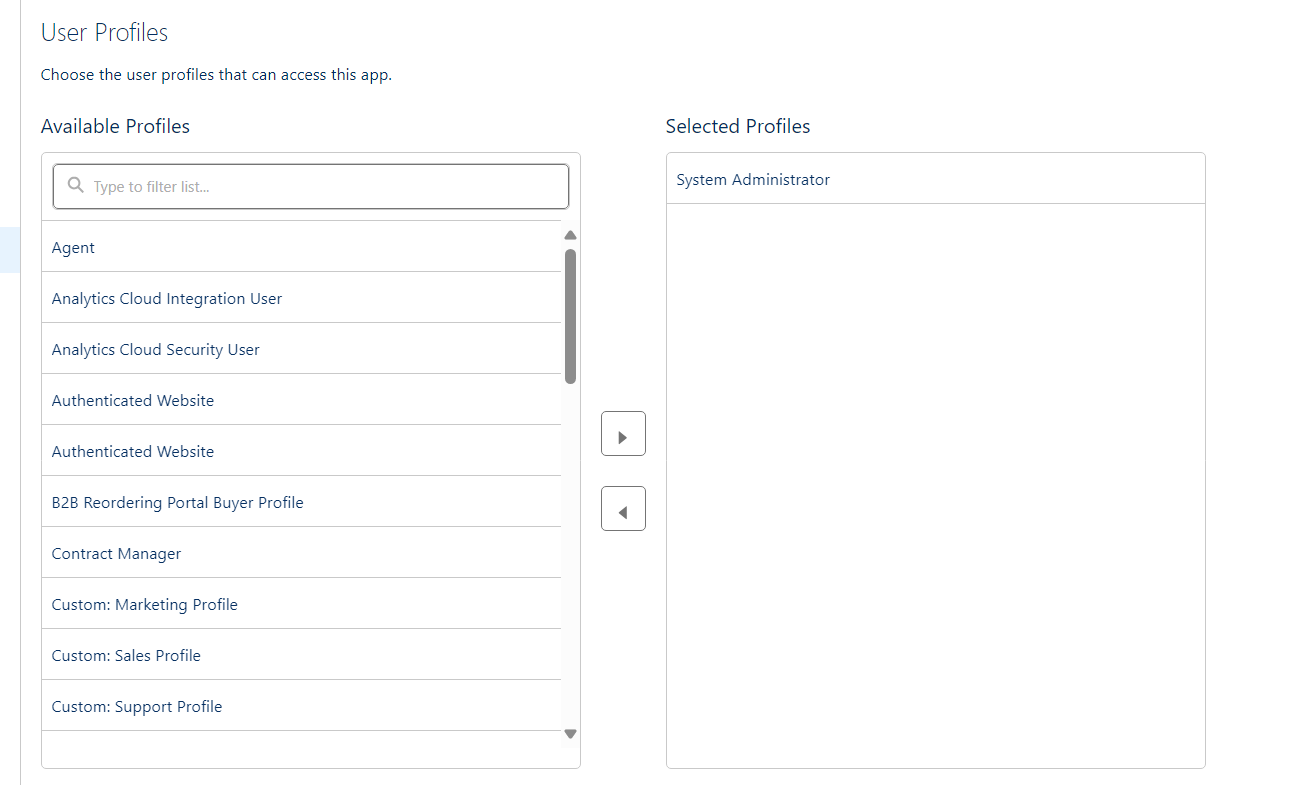 User Profiles
Choose the user profiles that can access this app.
Available Profiles
Type to filter list...
Agent
Analytics Cloud Integration User
Analytics Cloud Security User
Authenticated Website
Authenticated Website
B2B Reordering Portal Buyer Profile
Contract Manager
Custom: Marketing Profile
Custom: Sales Profile
Custom: Support Profile
Selected Profiles
System Administrator